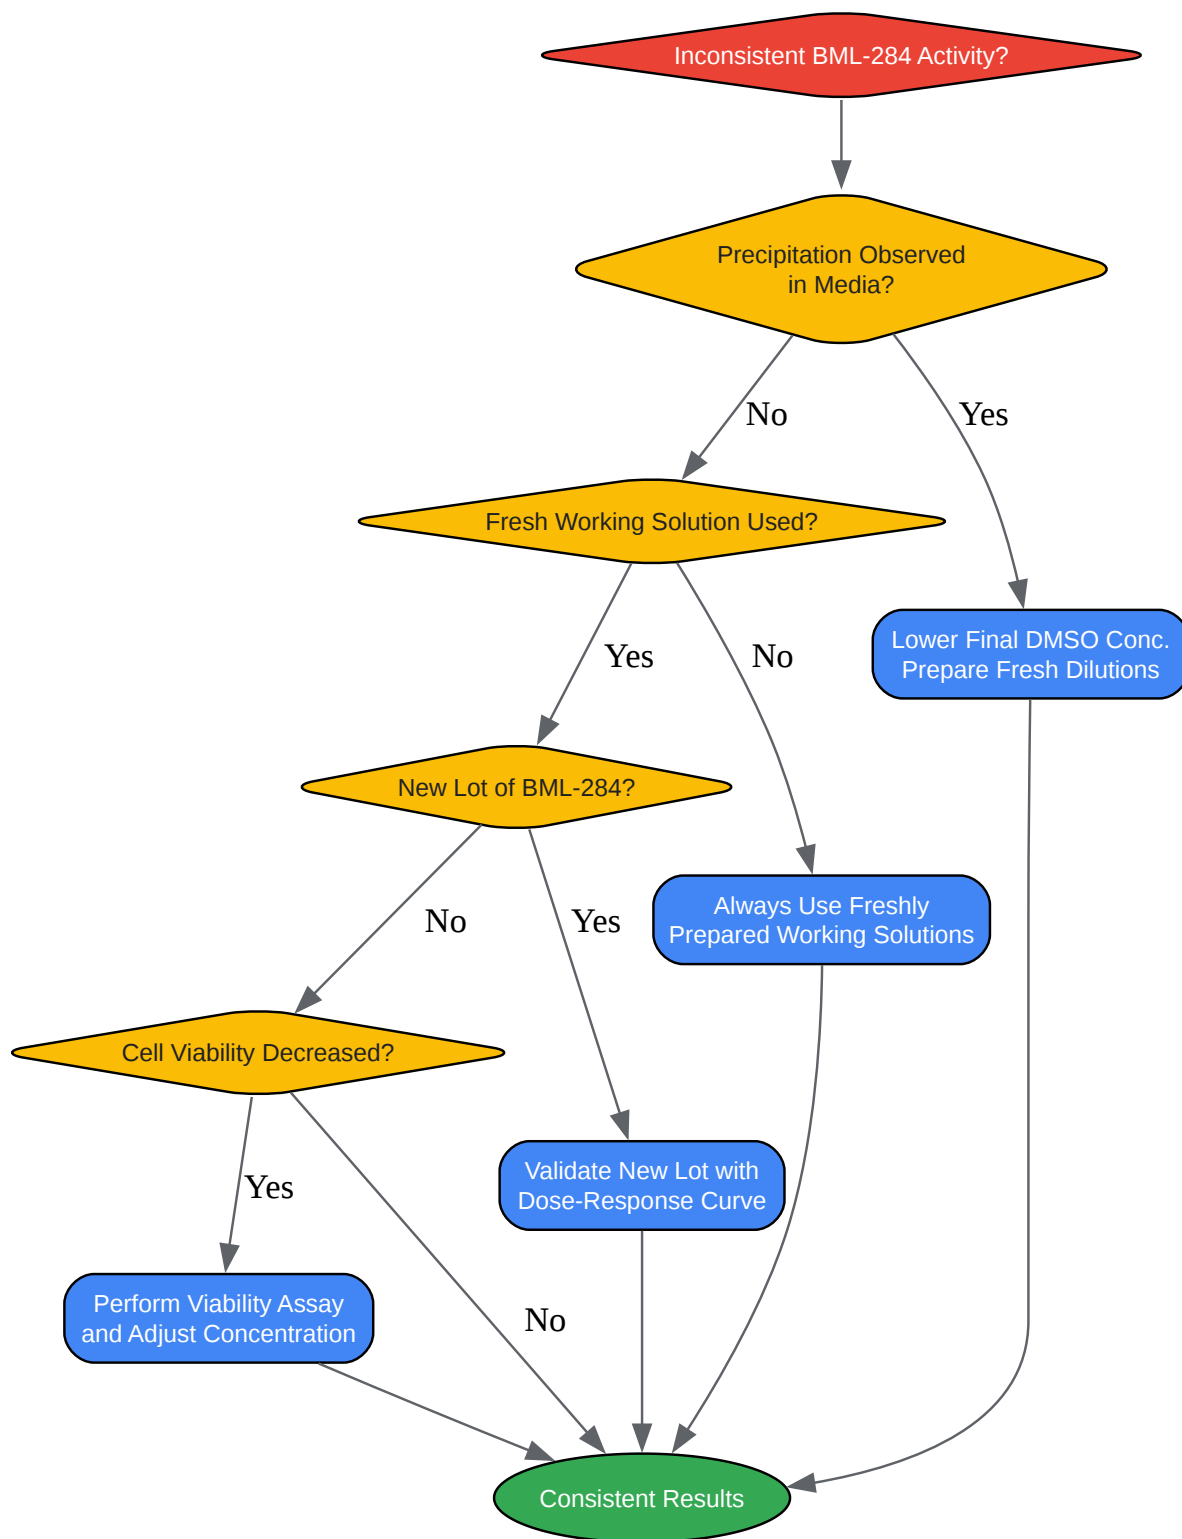 Inconsistent BML-284 Activity?
Precipitation Observed
in Media?
No
Yes
Fresh Working Solution Used?
Yes
No
Lower Final DMSO Conc.
Prepare Fresh Dilutions
New Lot of BML-284?
No
Yes
Always Use Freshly
Prepared Working Solutions
Cell Viability Decreased?
Yes
Validate New Lot with
Dose-Response Curve
Perform Viability Assay
and Adjust Concentration
No
Consistent Results